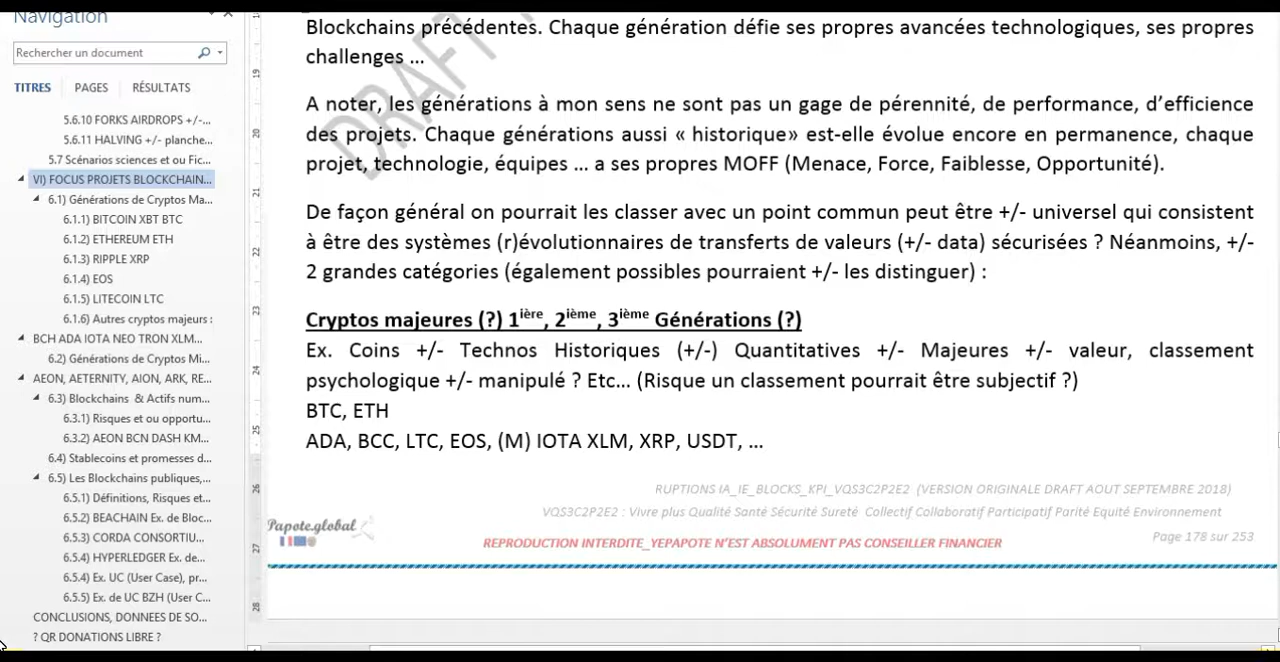 Navigation
Rechercher un document
TITRES PAGES RÉSULTATS
5.6.10 FORKS AIRDROPS +/-...
5.6.11 HALVING +/- planche...
5.7 Scénarios sciences et ou Fic...
VI) FOCUS PROJETS BLOCKCHAIN...
6.1) Générations de Cryptos Ma...
6.1.1) BITCOIN XBT BTC
6.1.2) ETHEREUM ETH
6.1.3) RIPPLE XRP
6.1.4) EOS
6.1.5) LITECOIN LTC
6.1.6) Autres cryptos majeurs :
BCH ADA IOTA NEO TRON XLM...
6.2) Générations de Cryptos Mi...
AEON, AETERNITY, AION, ARK, RE...
6.3) Blockchains & Actifs num...
6.3.1) Risques et ou opportu...
6.3.2) AEON BCN DASH KM...
6.4) Stablecoins et promesses d...
6.5) Les Blockchains publiques,...
6.5.1) Définitions, Risques et...
6.5.2) BEACHAIN Ex. de Bloc...
6.5.3) CORDA CONSORTIU...
6.5.4) HYPERLEDGER Ex. de...
6.5.4) Ex. UC (User Case), pr...
6.5.5) Ex. de UC BZH (User C...
CONCLUSIONS, DONNEES DE SO...
? QR DONATIONS LIBRE ?
19
20
21
22
23
24
25
26
27
28
DRAFT
Blockchains précédentes. Chaque génération défie ses propres avancées technologiques, ses propres
challenges ...
A noter, les générations à mon sens ne sont pas un gage de pérennité, de performance, d’efficience
des projets. Chaque générations aussi « historique» est-elle évolue encore en permanence, chaque
projet, technologie, équipes ... a ses propres MOFF (Menace, Force, Faiblesse, Opportunité).
De façon général on pourrait les classer avec un point commun peut être +/- universel qui consistent
à être des systèmes (r)évolutionnaires de transferts de valeurs (+/- data) sécurisées ? Néanmoins, +/-
2 grandes catégories (également possibles pourraient +/- les distinguer) :
Cryptos majeures (?) 1ière, 2ième, 3ième Générations (?)
Ex. Coins +/- Technos Historiques (+/-) Quantitatives +/- Majeures +/- valeur, classement
psychologique +/- manipulé ? Etc... (Risque un classement pourrait être subjectif ?)
BTC, ETH
ADA, BCC, LTC, EOS, (M) IOTA XLM, XRP, USDT, ...
RUPTIONS IA_IE_BLOCKS_KPI_VQS3C2P2E2 (VERSION ORIGINALE DRAFT AOUT SEPTEMBRE 2018)
VQS3C2P2E2 : Vivre plus Qualité Santé Sécurité Sureté Collectif Collaboratif Participatif Parité Equité Environnement
Papote.global
Page 178 sur 253
REPRODUCTION INTERDITE_YEPAPOTE N’EST ABSOLUMENT PAS CONSEILLER FINANCIER